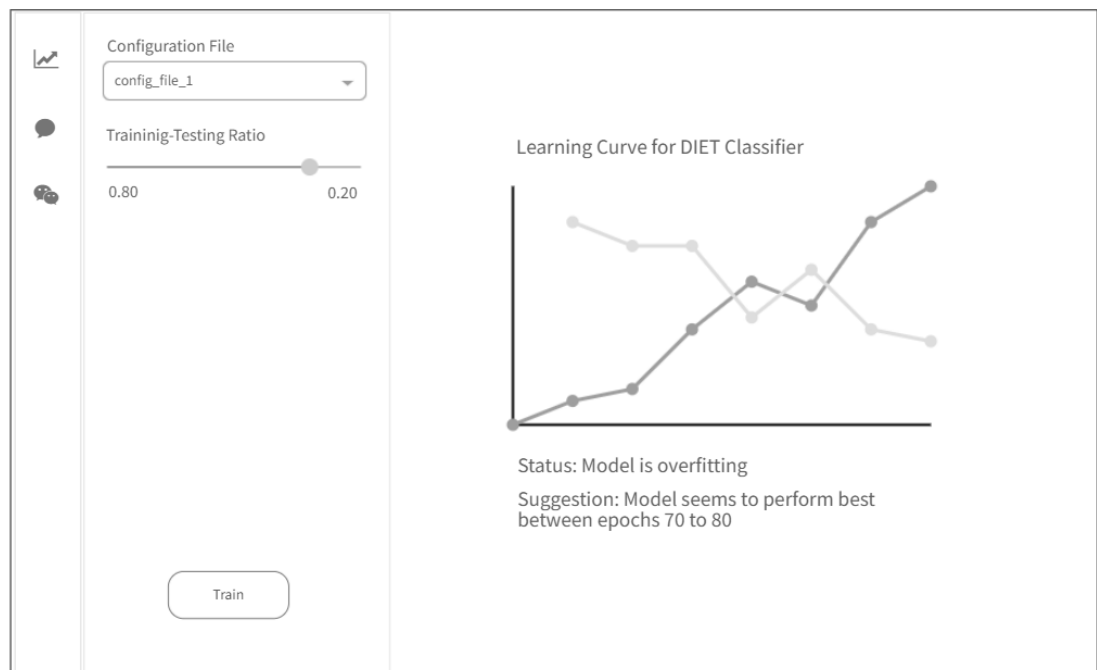 Configuration File
config_file_1
Traininig-Testing Ratio
0.80
0.20
Learning Curve for DIET Classifier
Status: Model is overfitting
Suggestion: Model seems to perform best
between epochs 70 to 80
Train